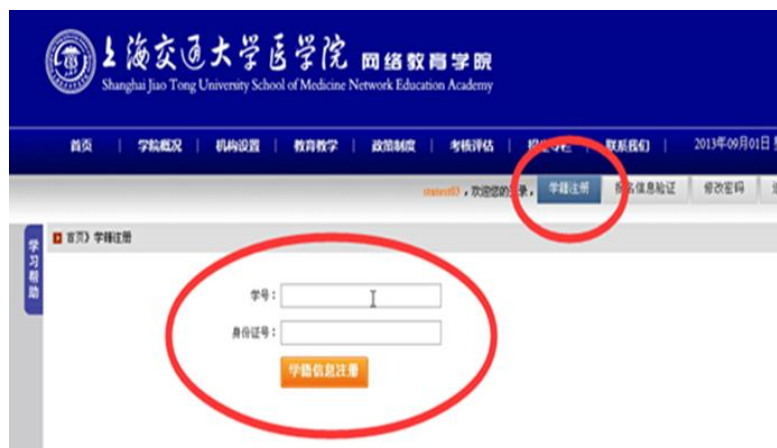 上海交通大学医学院 网络教育学院
Shanghai Jiao Tong University School of Medicine Network Education Academy
首页 | 学院概况 | 机构设置 | 教育教学 | 政策制度 | 考核评估 | 招生专栏 | 联系我们 | 2013年09月01日
，欢迎您的登录， 学籍注册 报名信息验证 修改密码
学习帮助
首页》学籍注册
学号：
身份证号：
学籍信息注册